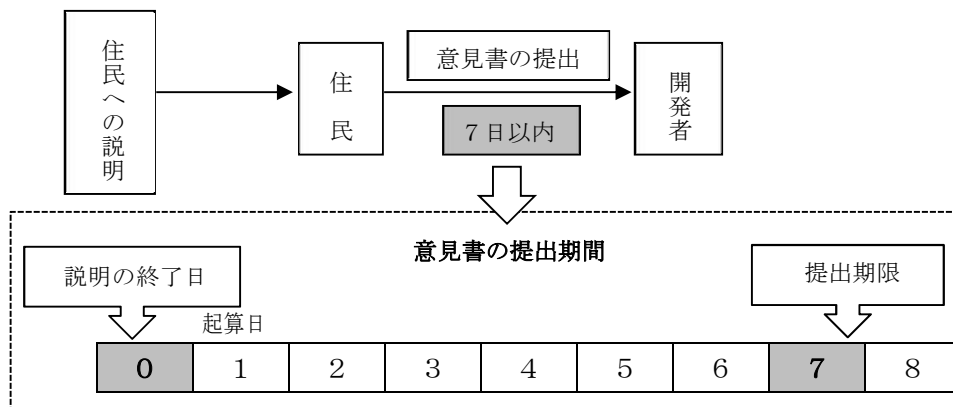 住民への説明
住民
意見書の提出
７日以内
開発者
意見書の提出期間
説明の終了日
提出期限
起算日
0 1 2 3 4 5 6 7 8